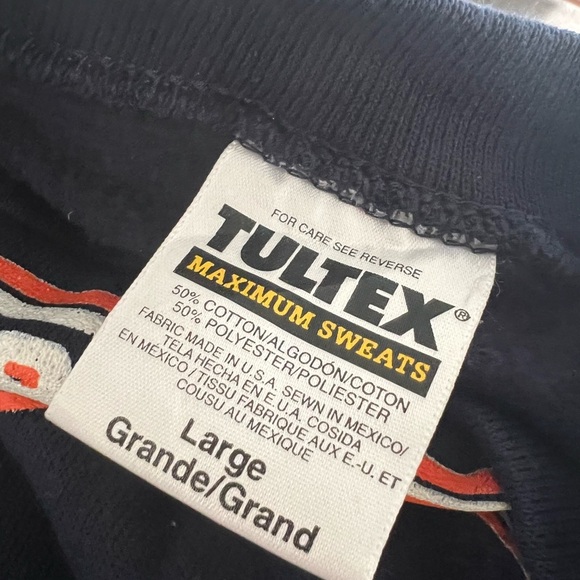 FOR CARE SEE REVERSE
TULTEX®
MAXIMUM SWEATS
50% COTTON/ALGODÓN/COTON
50% POLYESTER/POLIESTER
FABRIC MADE IN U.S.A. SEWN IN MEXICO/
TELA HECHA EN E.U.A. COSIDA
EN MEXICO/TISSU FABRIQUE AUX E.-U. ET
COUSU AU MEXIQUE
Large
Grande/Grand